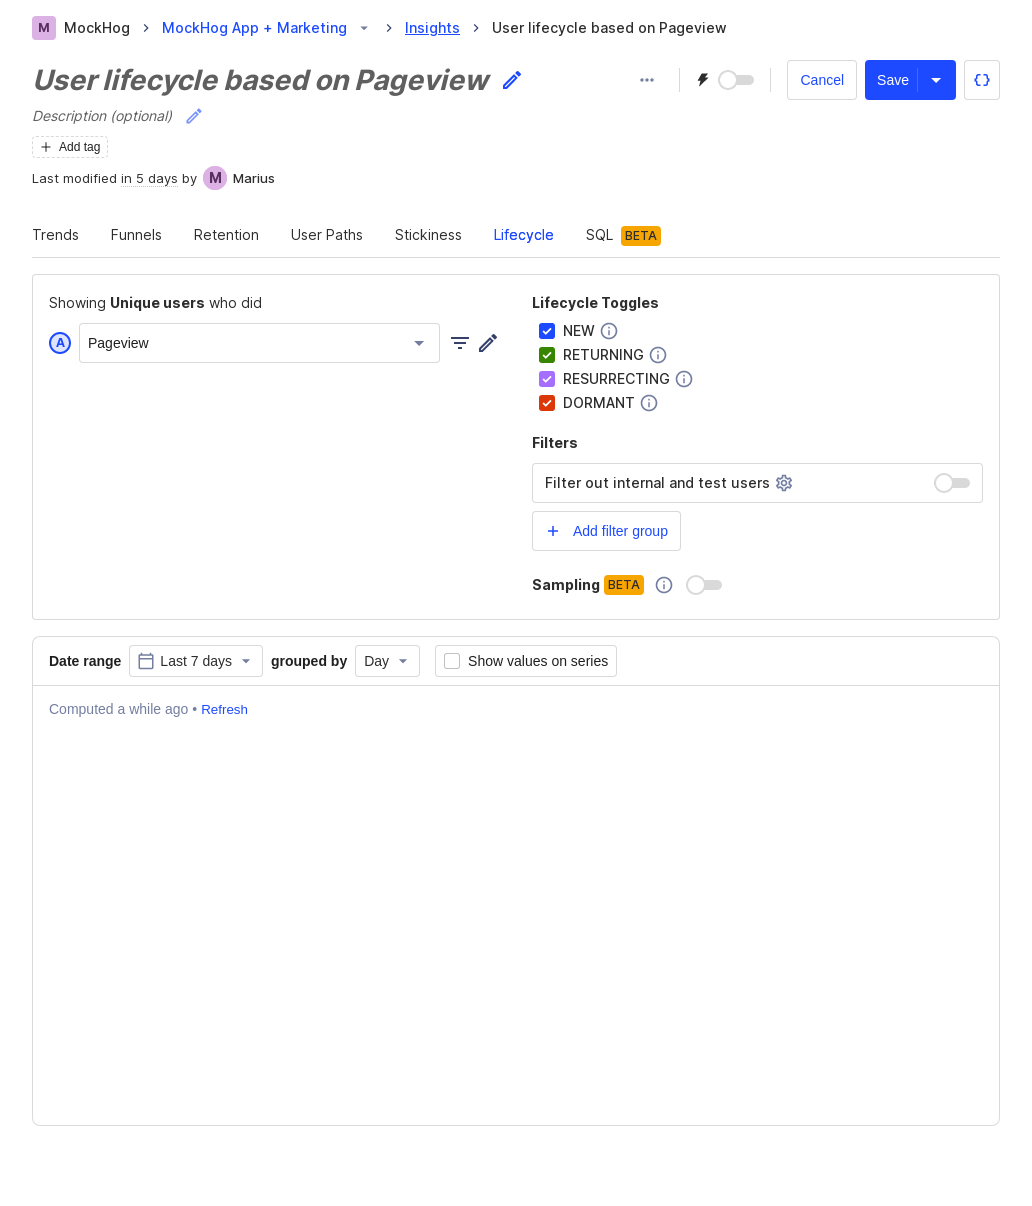 M MockHog MockHog App + Marketing Insights User lifecycle based on Pageview
User lifecycle based on Pageview
Cancel Save
Description (optional)
Add tag
Last modified in 5 days by M Marius
Trends Funnels Retention User Paths Stickiness Lifecycle SQL BETA
Showing Unique users who did
A Pageview
Lifecycle Toggles
NEW
RETURNING
RESURRECTING
DORMANT
Filters
Filter out internal and test users
Add filter group
Sampling BETA
Date range Last 7 days grouped by Day Show values on series
Computed a while ago • Refresh